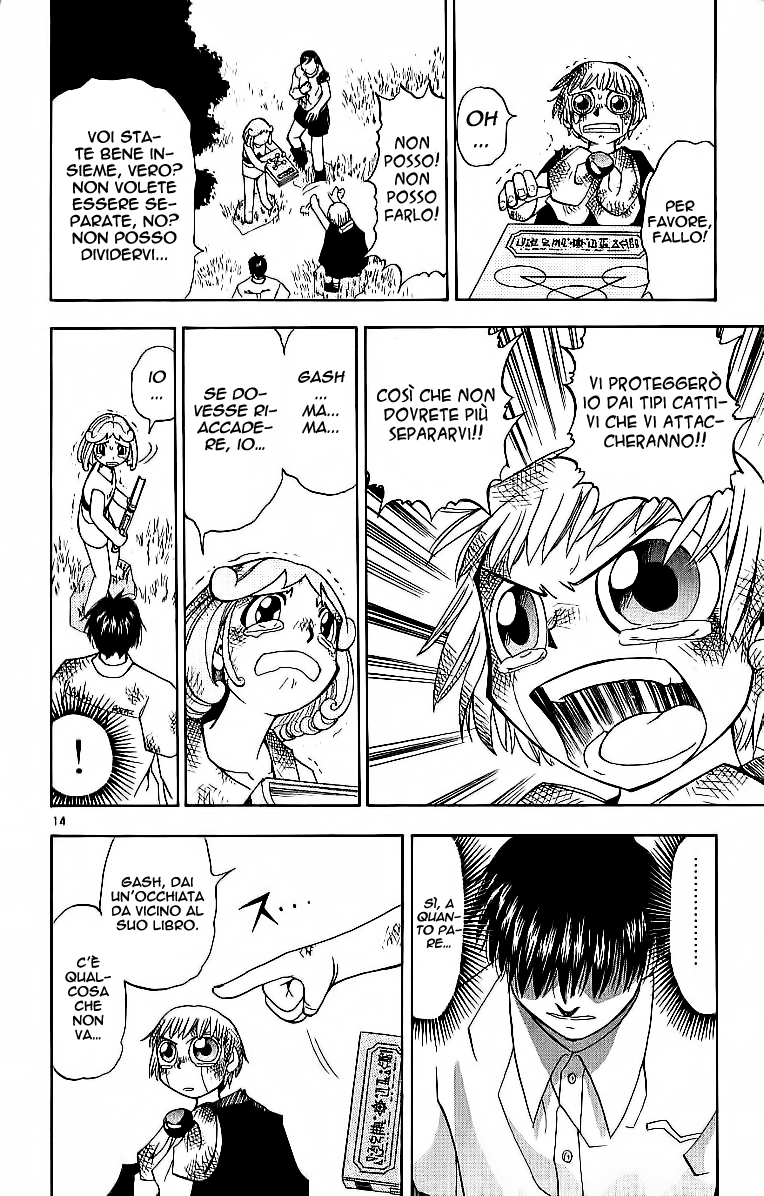 PER
FAVORE,
FALLO!
OH
...
NON
POSSO!
NON
POSSO
FARLO!
VOI STA-
TE BENE IN-
SIEME, VERO?
NON VOLETE
ESSERE SE-
PARATE, NO?
NON POSSO
DIVIDERVI...
VI PROTEGGERÒ
IO DAI TIPI CATTI-
VI CHE VI ATTAC-
CHERANNO!!
COSÌ CHE NON
DOVRETE PIÙ
SEPARARVI!!
GASH
...
MA...
MA...
SE DO-
VESSE RI-
ACCADE-
RE, IO...
IO
...
!
14
..........
SÌ, A
QUAN-
TO PA-
RE...
ス...
GASH, DAI
UN'OCCHIATA
DA VICINO AL
SUO LIBRO.
C'È
QUAL-
COSA
CHE
NON
VA...